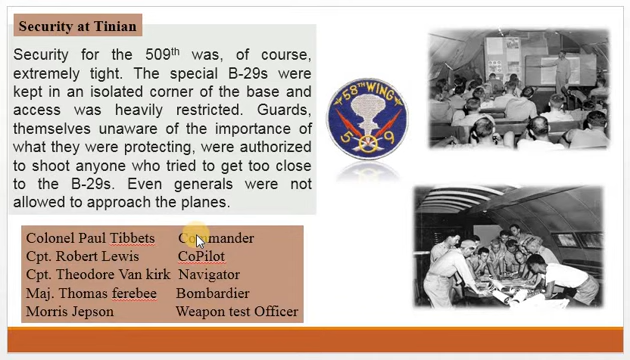 Security at Tinian
Security for the 509th was, of course,
extremely tight. The special B-29s were
kept in an isolated corner of the base and
access was heavily restricted. Guards,
themselves unaware of the importance of
what they were protecting, were authorized
to shoot anyone who tried to get too close
to the B-29s. Even generals were not
allowed to approach the planes.
58TH WING
509
Colonel Paul Tibbets Commander
Cpt. Robert Lewis CoPilot
Cpt. Theodore Van kirk Navigator
Maj. Thomas ferebee Bombardier
Morris Jepson Weapon test Officer